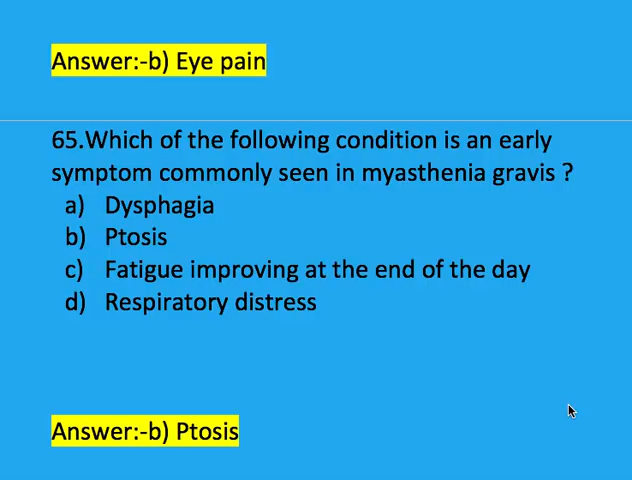 Answer:-b) Eye pain
65.Which of the following condition is an early
symptom commonly seen in myasthenia gravis ?
a) Dysphagia
b) Ptosis
c) Fatigue improving at the end of the day
d) Respiratory distress
Answer:-b) Ptosis